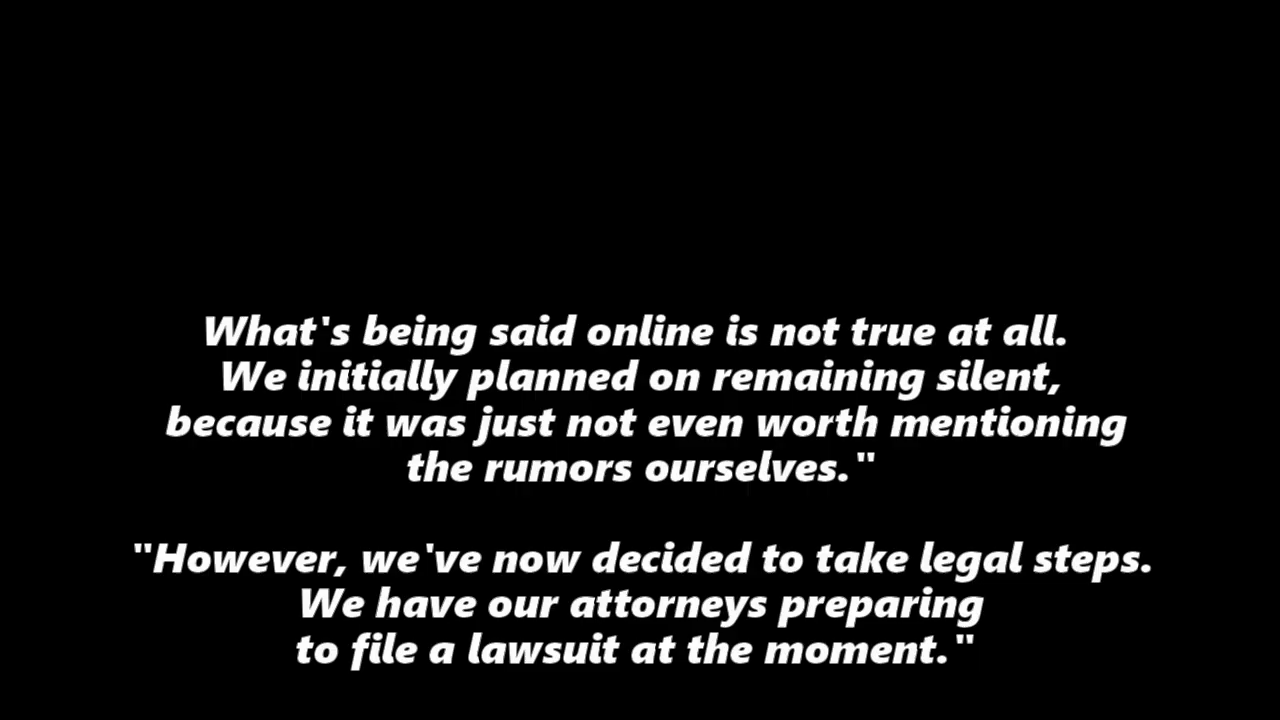 What's being said online is not true at all.
We initially planned on remaining silent,
because it was just not even worth mentioning
the rumors ourselves."
"However, we've now decided to take legal steps.
We have our attorneys preparing
to file a lawsuit at the moment."